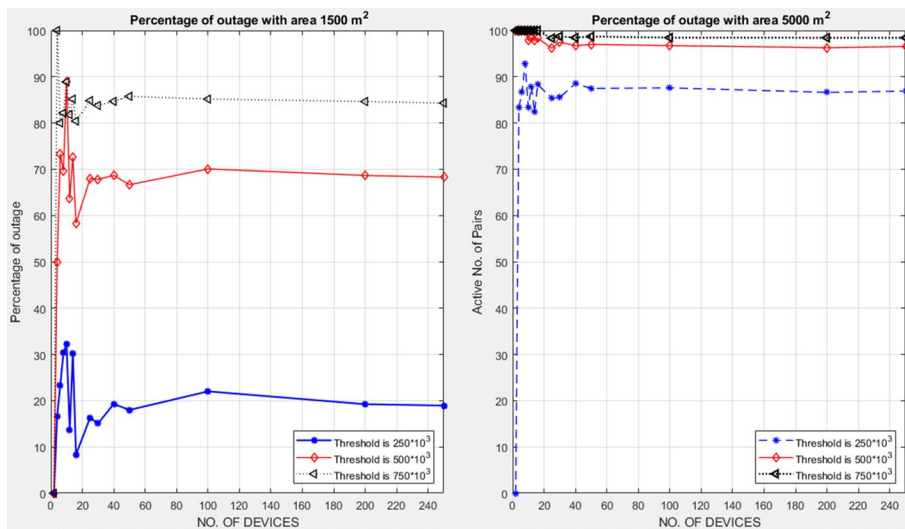 Percentage of outage with area 1500 m²
Percentage of outage
100
90
80
70
60
50
40
30
20
10
0
0 20 40 60 80 100 120 140 160 180 200 220 240
NO. OF DEVICES
Threshold is 250*10³
Threshold is 500*10³
Threshold is 750*10³
Percentage of outage with area 5000 m²
Active No. of Pairs
100
90
80
70
60
50
40
30
20
10
0
0 20 40 60 80 100 120 140 160 180 200 220 240
NO. OF DEVICES
Threshold is 250*10³
Threshold is 500*10³
Threshold is 750*10³